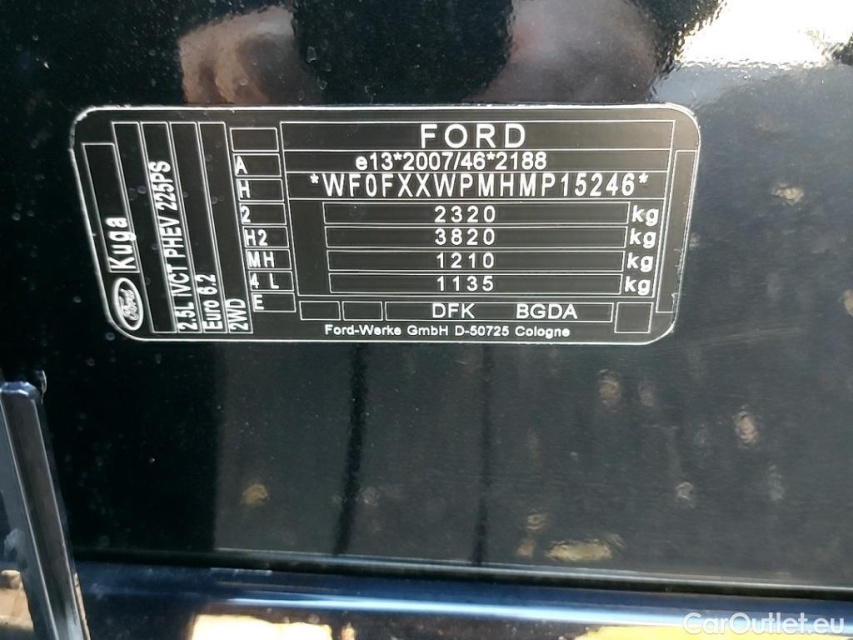 FORD
e13*2007/46*2188
*WF0FXXWPMHMP15246*
2320 kg
3820 kg
1210 kg
1135 kg
DFK BGDA
Ford-Werke GmbH D-50725 Cologne
A
H
2
H2
MH
4 L
E
Ford Kuga
2.5L IVCT PHEV 225PS
Euro 6.2
2WD
CarOutlet.eu